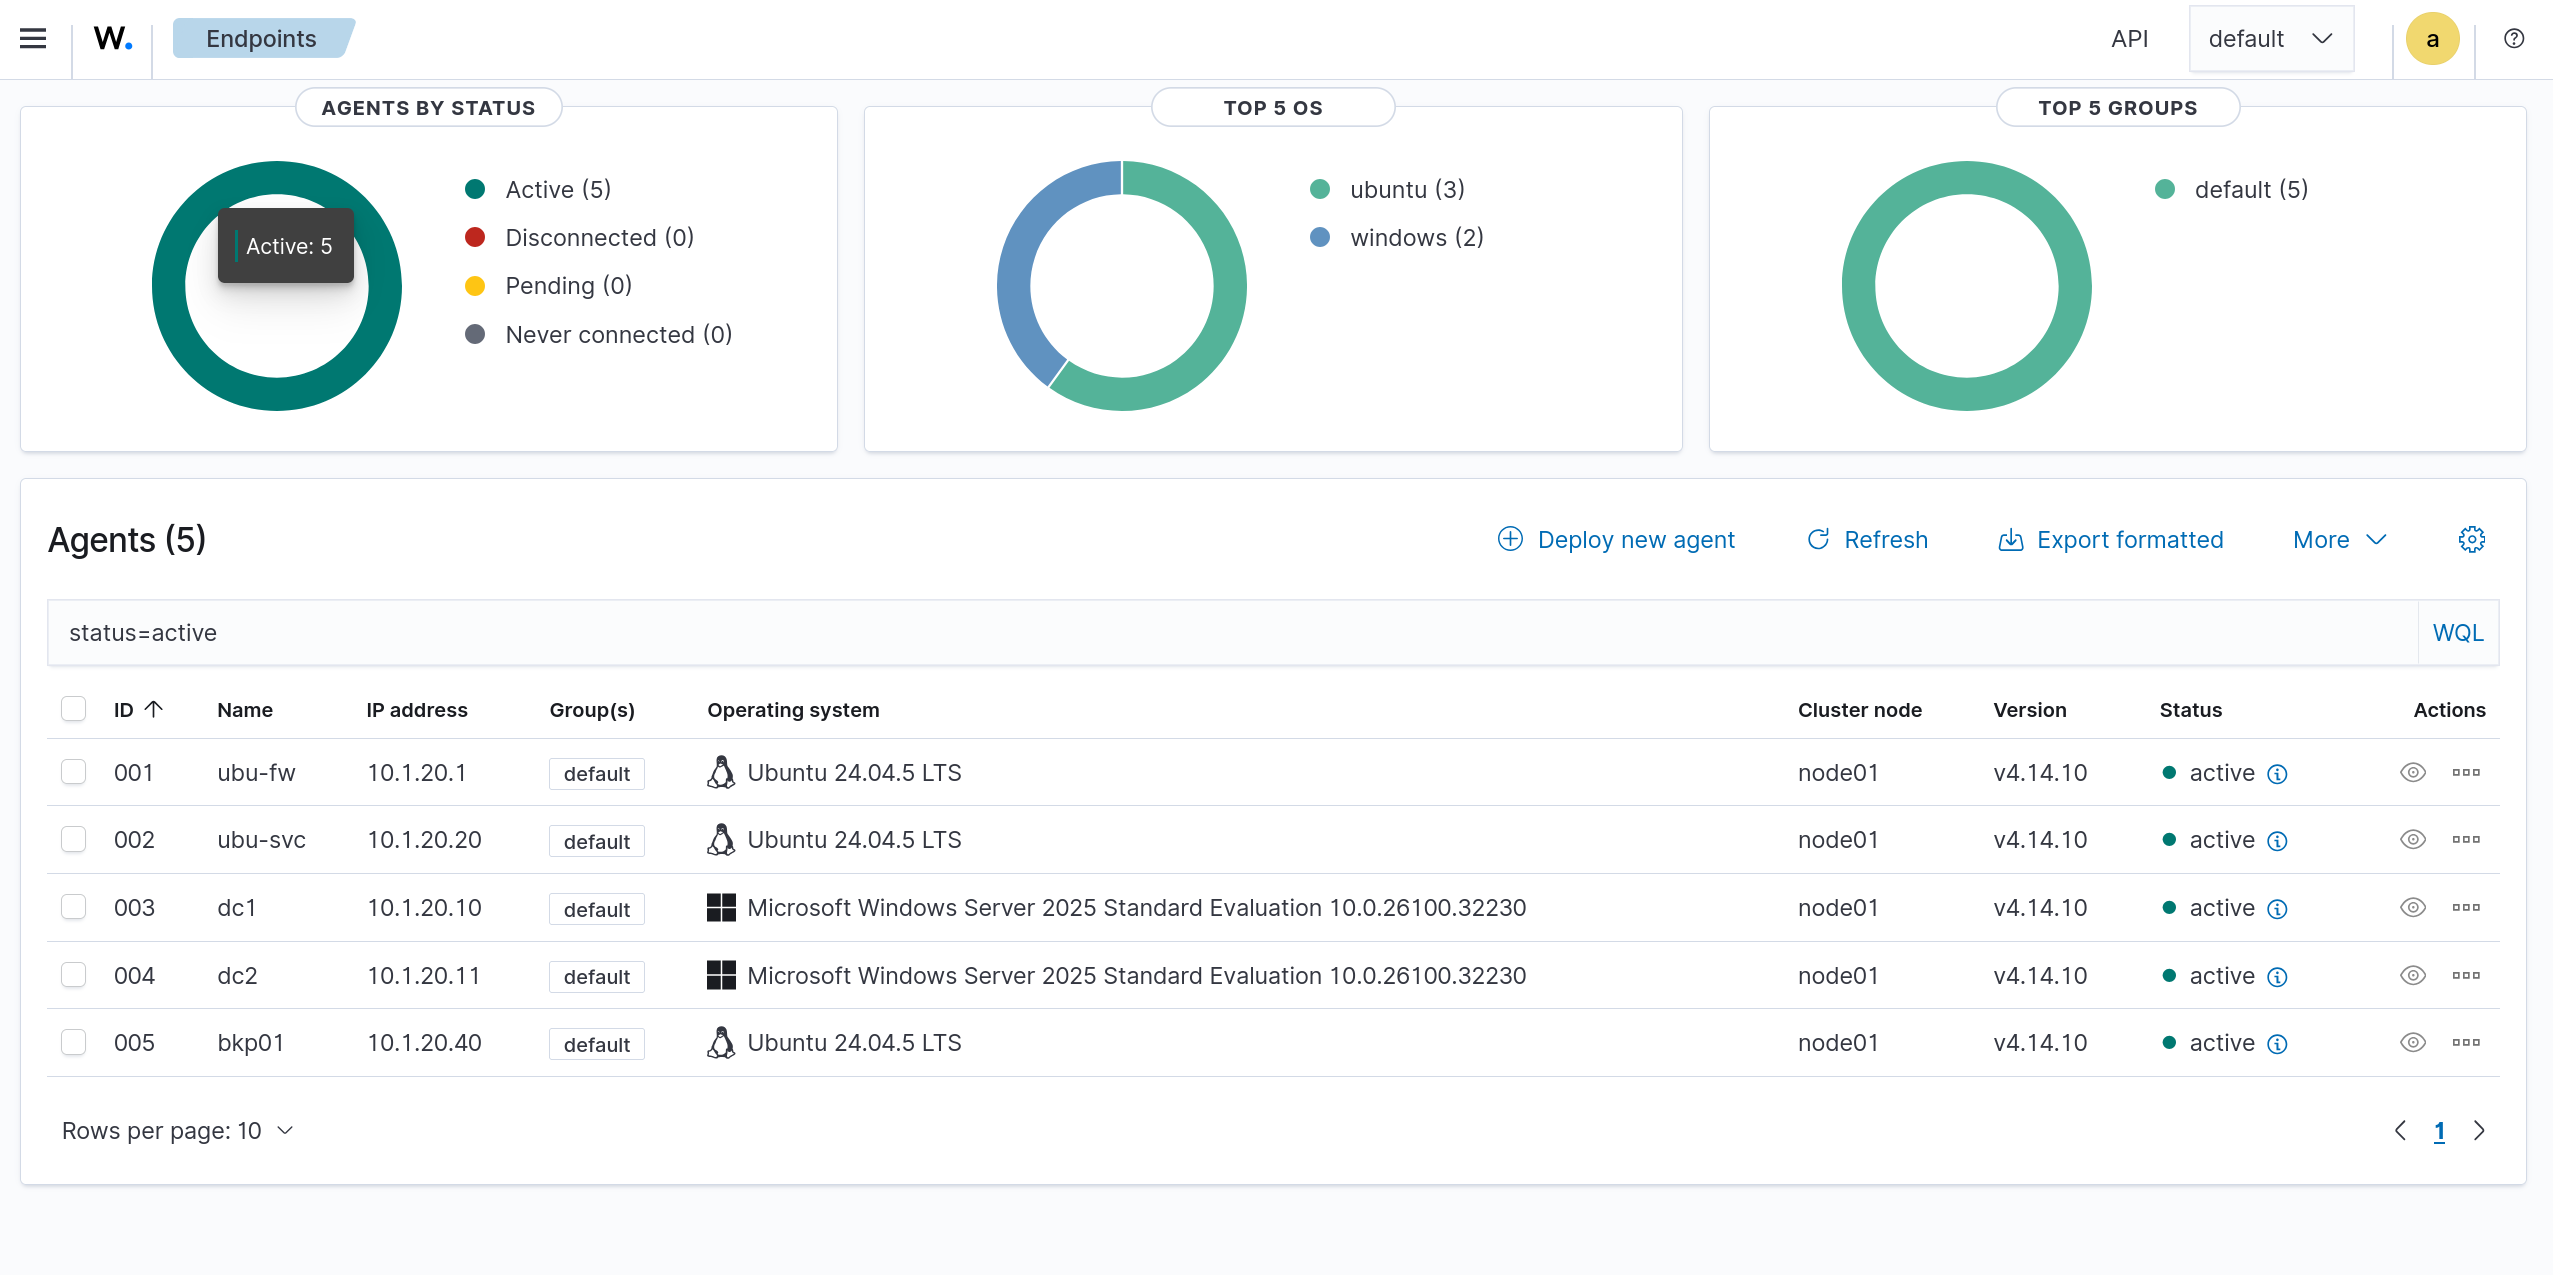 W. Endpoints API default a
AGENTS BY STATUS
Active: 5
Active (5)
Disconnected (0)
Pending (0)
Never connected (0)
TOP 5 OS
ubuntu (3)
windows (2)
TOP 5 GROUPS
default (5)
Agents (5) Deploy new agent Refresh Export formatted More
status=active WQL
ID Name IP address Group(s) Operating system Cluster node Version Status Actions
001 ubu-fw 10.1.20.1 default Ubuntu 24.04.5 LTS node01 v4.14.10 active
002 ubu-svc 10.1.20.20 default Ubuntu 24.04.5 LTS node01 v4.14.10 active
003 dc1 10.1.20.10 default Microsoft Windows Server 2025 Standard Evaluation 10.0.26100.32230 node01 v4.14.10 active
004 dc2 10.1.20.11 default Microsoft Windows Server 2025 Standard Evaluation 10.0.26100.32230 node01 v4.14.10 active
005 bkp01 10.1.20.40 default Ubuntu 24.04.5 LTS node01 v4.14.10 active
Rows per page: 10 1